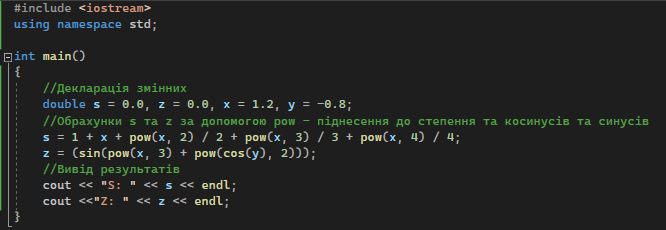 #include <iostream>
using namespace std;
int main()
{
//Декларація змінних
double s = 0.0, z = 0.0, x = 1.2, y = -0.8;
//Обрахунки s та z за допомогою pow - піднесення до степення та косинусів та синусів
s = 1 + x + pow(x, 2) / 2 + pow(x, 3) / 3 + pow(x, 4) / 4;
z = (sin(pow(x, 3) + pow(cos(y), 2)));
//Вивід результатів
cout << "S: " << s << endl;
cout <<"Z: " << z << endl;
}